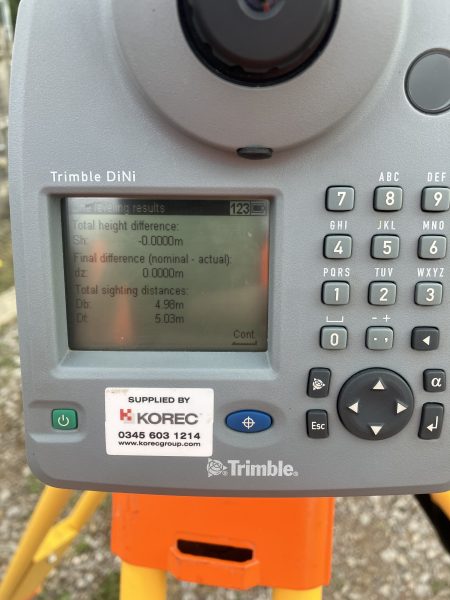 Trimble DiNi
Leveling results 123
Total height difference:
Sh: -0.0000m
Final difference (nominal - actual):
dz: 0.0000m
Total sighting distances:
Db: 4.98m
Df: 5.03m
Cont
ABC DEF
7 8 9
GHI JKL MNO
4 5 6
PQRS TUV WXYZ
1 2 3
- +
0 . ,
α
Esc
SUPPLIED BY
KOREC
0345 603 1214
www.korecgroup.com
Trimble.